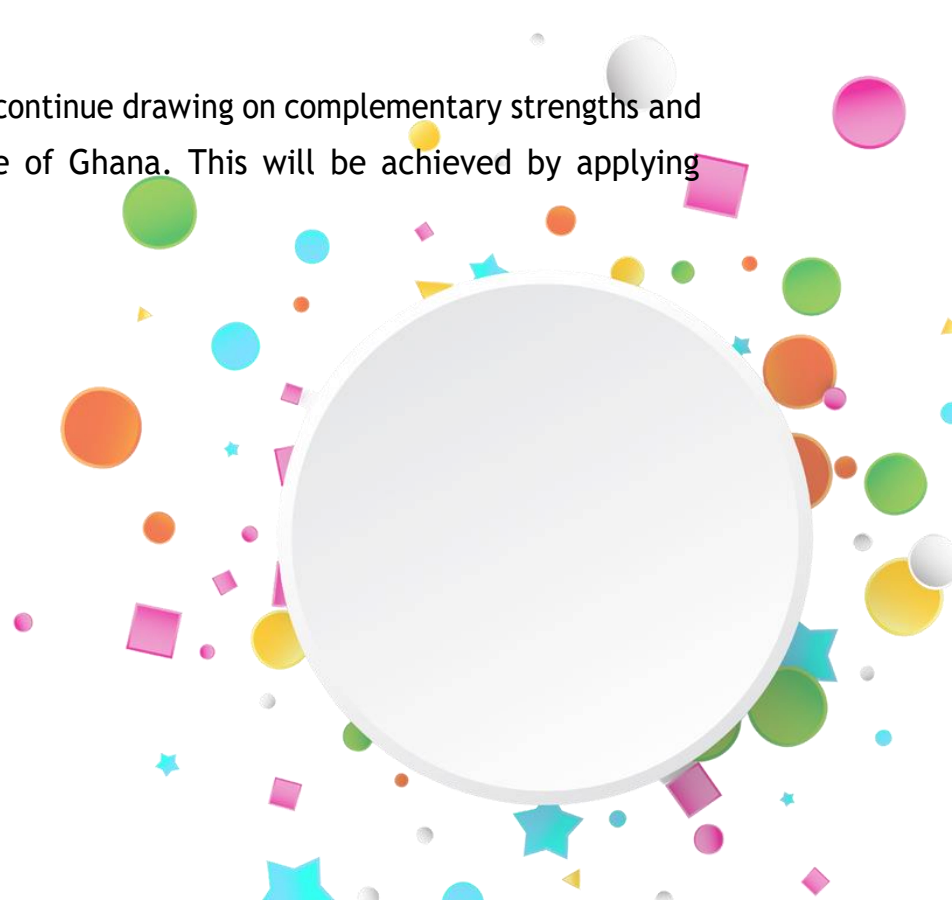 continue drawing on complementary strengths and
of Ghana. This will be achieved by applying